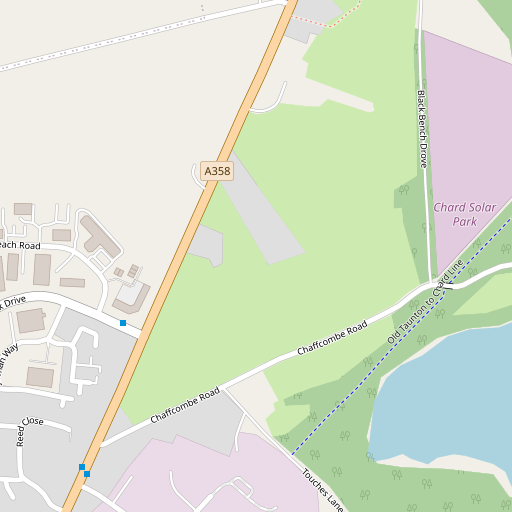 Black Bench Drove
A358
Chard Solar
Park
each Road
Old Taunton to Chard Line
k Drive
Chaffcombe Road
Way
Chaffcombe Road
Reed Close
Touches Lane